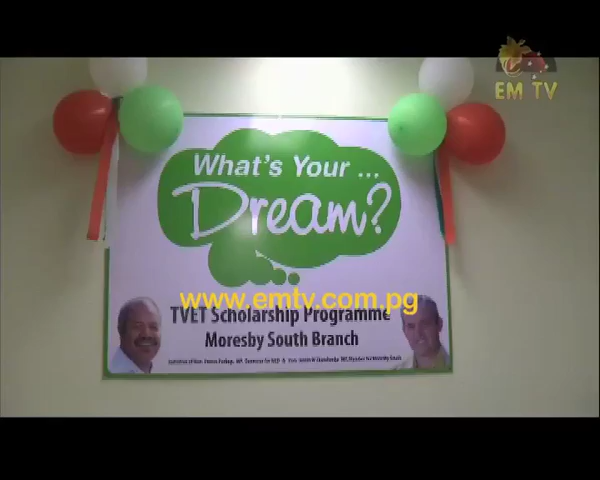 EM TV
What's Your ...
Dream?
www.emtv.com.pg
TVET Scholarship Programme
Moresby South Branch